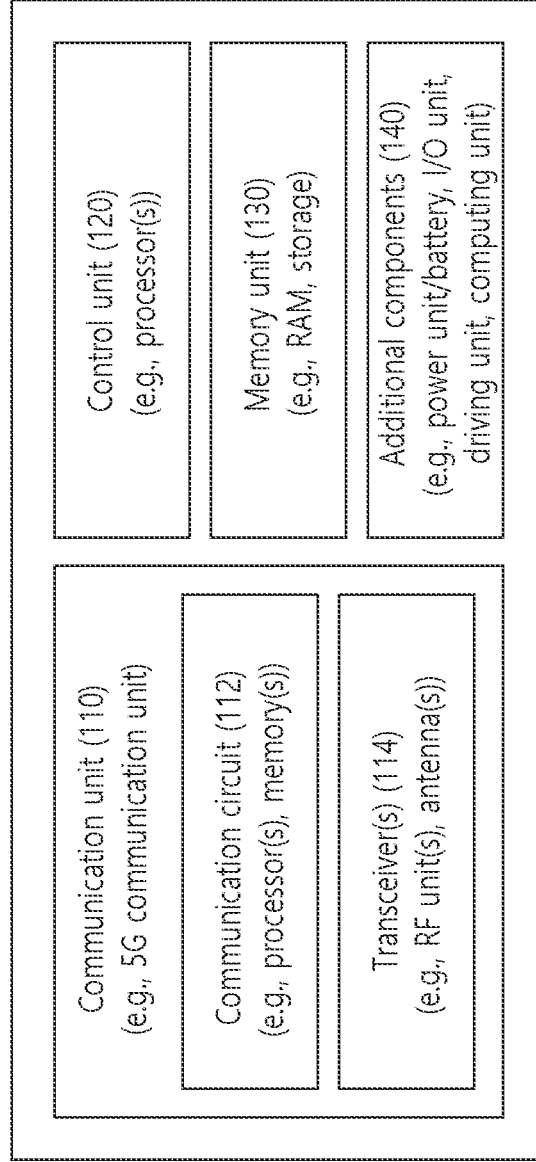 Communication unit (110)
(e.g., 5G communication unit)
Communication circuit (112)
(e.g., processor(s), memory(s))
Transceiver(s) (114)
(e.g., RF unit(s), antenna(s))
Control unit (120)
(e.g., processor(s))
Memory unit (130)
(e.g., RAM, storage)
Additional components (140)
(e.g., power unit/battery, I/O unit,
driving unit, computing unit)